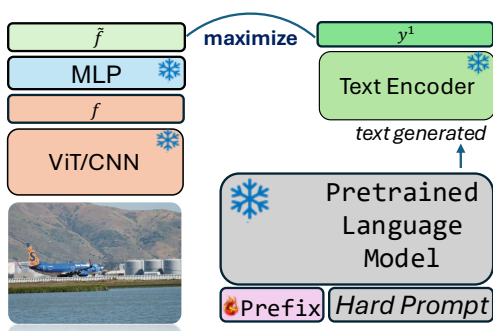 f̃
maximize
y¹
MLP
Text Encoder
f
text generated
ViT/CNN
Pretrained
Language
Model
Prefix
Hard Prompt